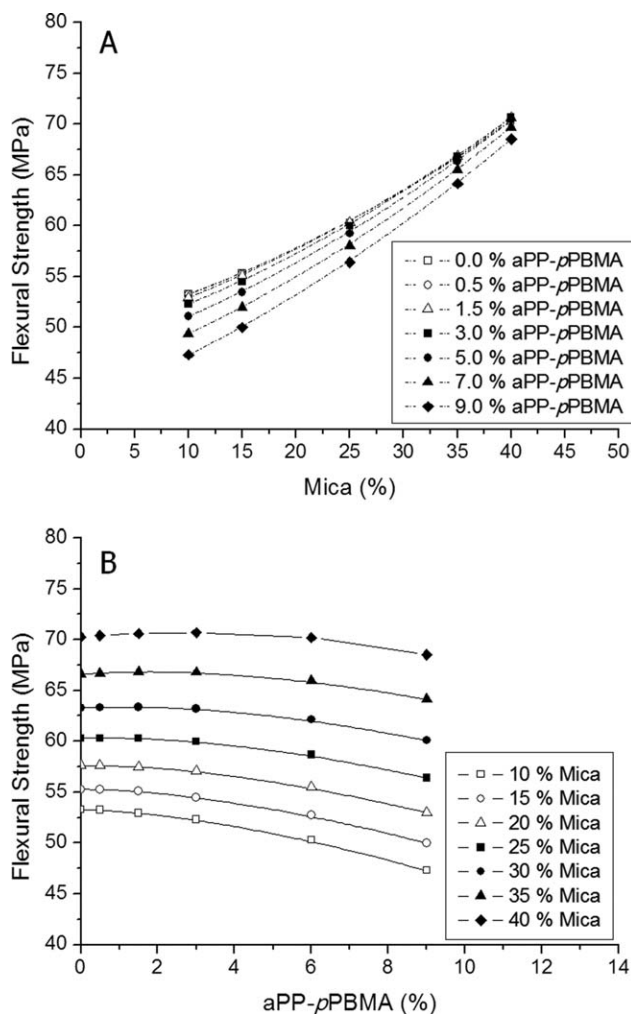 A
80
75
70
65
60
55
50
45
40
Flexural Strength (MPa)
0.0 % aPP-pPBMA
0.5 % aPP-pPBMA
1.5 % aPP-pPBMA
3.0 % aPP-pPBMA
5.0 % aPP-pPBMA
7.0 % aPP-pPBMA
9.0 % aPP-pPBMA
0 5 10 15 20 25 30 35 40 45 50
Mica (%)
B
80
75
70
65
60
55
50
45
40
Flexural Strength (MPa)
10 % Mica
15 % Mica
20 % Mica
25 % Mica
30 % Mica
35 % Mica
40 % Mica
0 2 4 6 8 10 12 14
aPP-pPBMA (%)